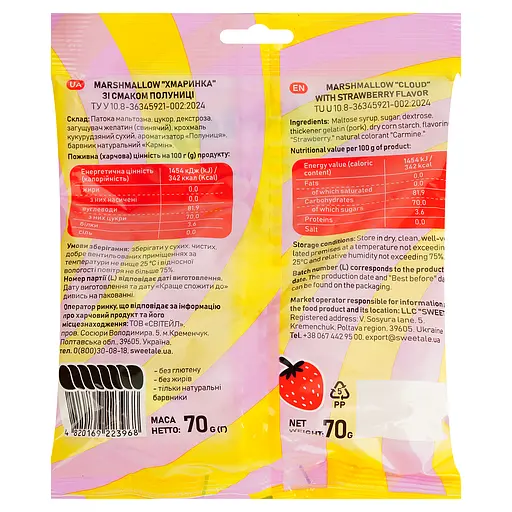 UA
MARSHMALLOW "ХМАРИНКА"
ЗІ СМАКОМ ПОЛУНИЦІ
ТУ У 10.8-36345921-002:2024
Склад: Патока мальтозна, цукор, декстроза,
загущувач желатин (свинячий), крохмаль
кукурудзяний сухий, ароматизатор «Полуниця»,
барвник натуральний «Кармін».
Поживна (харчова) цінність на 100 г (g) продукту:
Енергетична цінність 1454 кДж (kJ) /
(калорійність) 342 ккал (Kcal)
Жири 0.0
з них насичені 0.0
Вуглеводи 81.9
з них цукри 70.0
Білки 3.6
Сіль 0.0
Умови зберігання: зберігати у сухих, чистих,
добре вентильованих приміщеннях за
температури не вище 25 °C і відносної
вологості повітря не більше 75%.
Номер партії (L) відповідає даті виготовлення.
Дату виготовлення та дату «Краще спожити до»
дивись на пакованні.
Оператор ринку, що відповідає за інформацію
про харчовий продукт та його
місцезнаходження: ТОВ «СВІТЕЙЛ»,
пров. Сосюри Володимира, 5, м.Кременчук,
Полтавська обл., 39605, Україна,
тел. 0(800)30-08-18, sweetale.ua
- без глютену
- без жирів
- тільки натуральні
барвники
4 820169 223968
МАСА
НЕТТО: 70 G (Г)
EN
MARSHMALLOW "CLOUD"
WITH STRAWBERRY FLAVOR
TU U 10.8-36345921-002:2024
Ingredients: Maltose syrup, sugar, dextrose,
thickener gelatin (pork), dry corn starch, flavoring
"Strawberry," natural colorant "Carmine."
Nutritional value per 100 g of product:
Energy value (caloric 1454 kJ /
content) 342 kcal
Fats 0.0
of which saturated 0.0
Carbohydrates 81,9
of which sugars 70.0
Proteins 3.6
Salt 0.0
Storage conditions: Store in dry, clean, well-
lated premises at a temperature not exceeding
25°C and relative humidity not exceeding 75%.
Batch number (L) corresponds to the production
date. The production date and "Best before"
can be found on the packaging.
Market operator responsible for information
the food product and its location: LLC "SWEET
Registered address: V. Sosyura lane, 5,
Kremenchuk, Poltava region, 39605, Ukraine
Tel. +38 067 442 95 00, export@sweetale.ua
5
PP
NET
WEIGHT: 70G